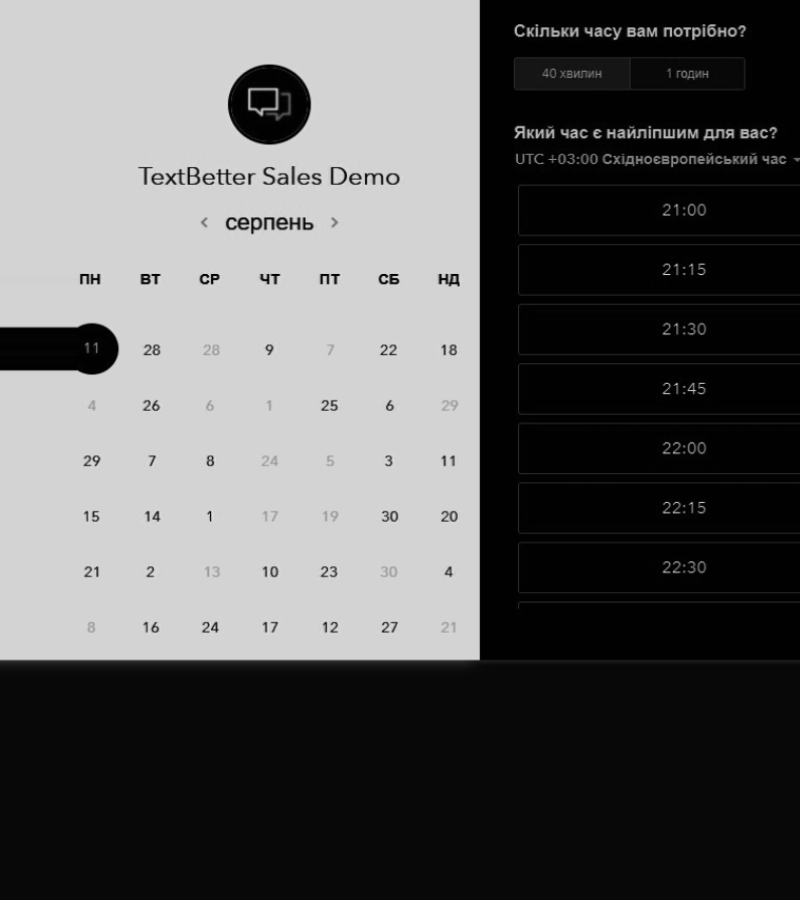 TextBetter Sales Demo
серпень
ПН ВТ СР ЧТ ПТ СБ НД
11 28 28 9 7 22 18
4 26 6 1 25 6 29
29 7 8 24 5 3 11
15 14 1 17 19 30 20
21 2 13 10 23 30 4
8 16 24 17 12 27 21
Скільки часу вам потрібно?
40 хвилин 1 годин
Який час є найліпшим для вас?
UTC +03:00 Східноєвропейський час
21:00
21:15
21:30
21:45
22:00
22:15
22:30